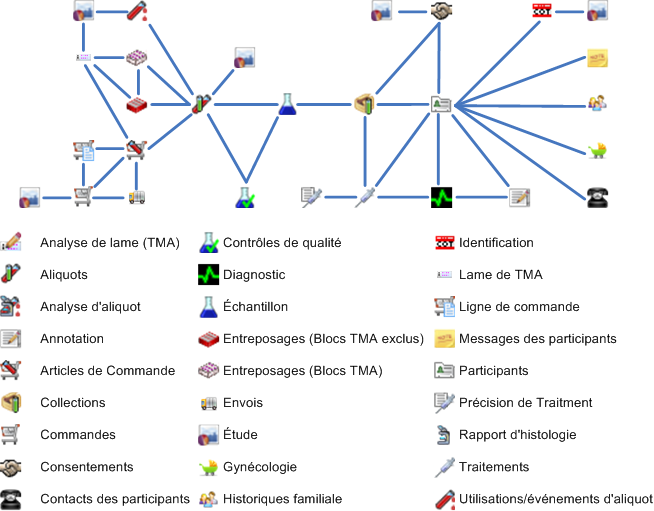 Analyse de lame (TMA) Contrôles de qualité Identification
Aliquots Diagnostic Lame de TMA
Analyse d'aliquot Échantillon Ligne de commande
Annotation Entreposages (Blocs TMA exclus) Messages des participants
Articles de Commande Entreposages (Blocs TMA) Participants
Collections Envois Précision de Traitment
Commandes Étude Rapport d'histologie
Consentements Gynécologie Traitements
Contacts des participants Historiques familiale Utilisations/événements d'aliquot